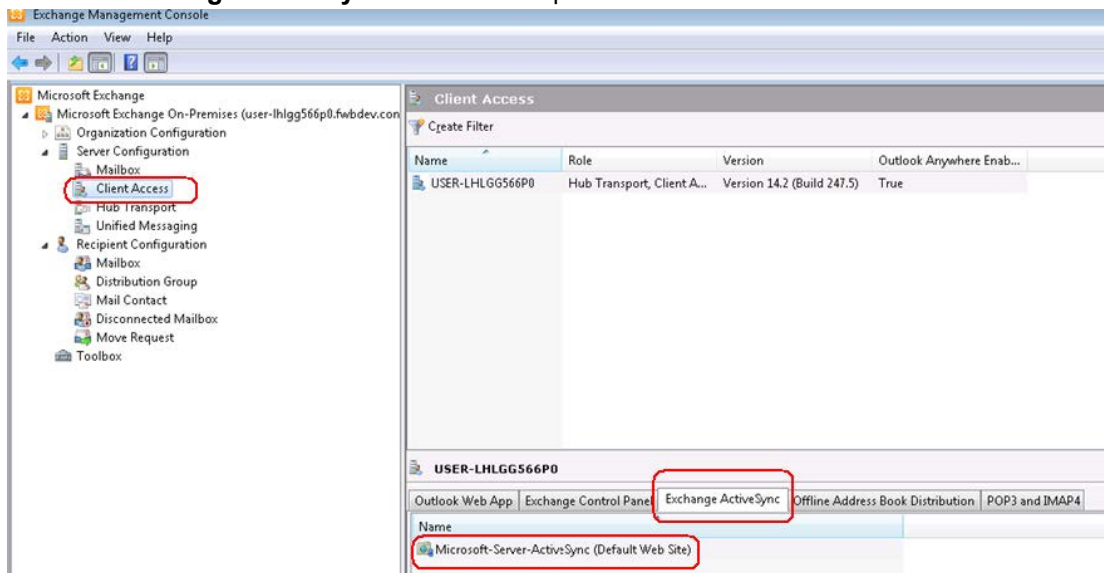 Exchange Management Console
File Action View Help
Microsoft Exchange
Microsoft Exchange On-Premises (user-lhlgg566p0.fwbdev.con
Organization Configuration
Server Configuration
Mailbox
Client Access
Hub Transport
Unified Messaging
Recipient Configuration
Mailbox
Distribution Group
Mail Contact
Disconnected Mailbox
Move Request
Toolbox
Client Access
Create Filter
Name Role Version Outlook Anywhere Enab...
USER-LHLGG566P0 Hub Transport, Client A... Version 14.2 (Build 247.5) True
USER-LHLGG566P0
Outlook Web App Exchange Control Panel Exchange ActiveSync Offline Address Book Distribution POP3 and IMAP4
Name
Microsoft-Server-ActiveSync (Default Web Site)